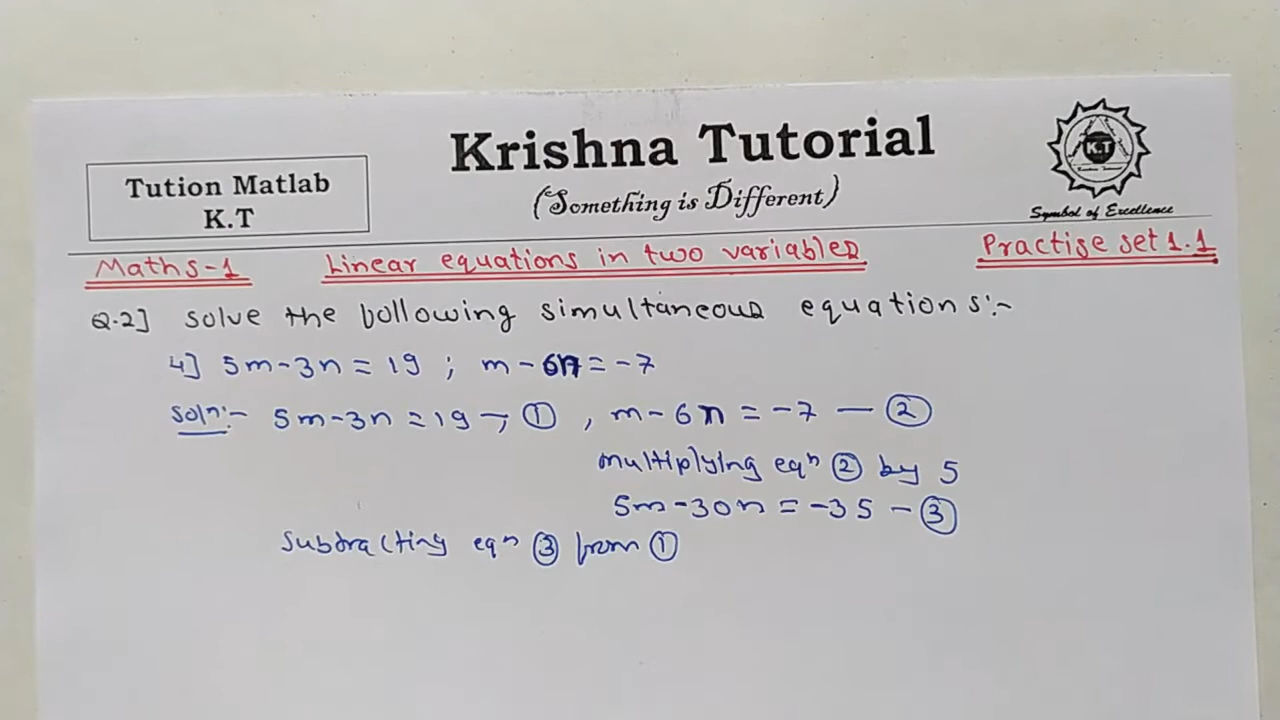 Krishna Tutorial
(Something is Different)
Tution Matlab
K.T
K.T
Symbol of Excellence
Maths-1 Linear equations in two variables Practise set 1.1
Q.2] solve the following simultaneous equations:-
4] 5m-3n=19 ; m-6n=-7
Soln:- 5m-3n=19 — ① , m-6n=-7 — ②
multiplying eqⁿ ② by 5
5m-30n=-35 — ③
Subtracting eqⁿ ③ from ①